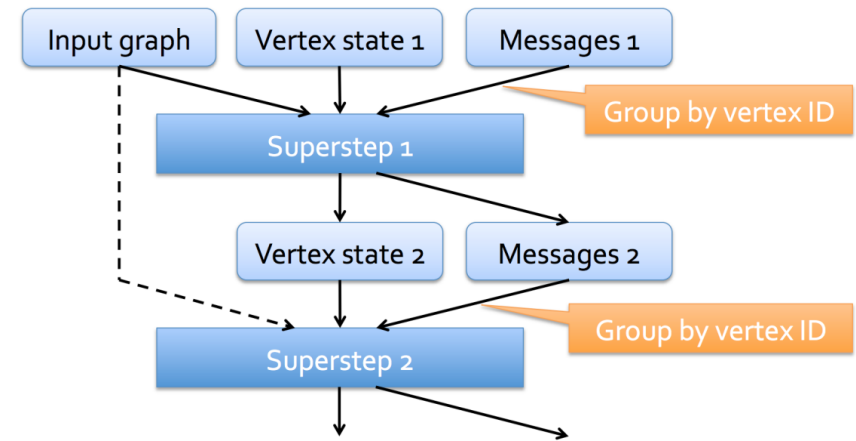 Input graph
Vertex state 1
Messages 1
Group by vertex ID
Superstep 1
Vertex state 2
Messages 2
Group by vertex ID
Superstep 2